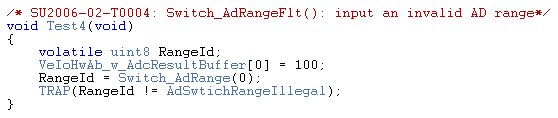 /* SU2006-02-T0004: Switch_AdRangeFlt(): input an invalid AD range*/
void Test4(void)
{
    volatile uint8 RangeId;
    VeIoHwAb_w_AdcResultBuffer[0] = 100;
    RangeId = Switch_AdRange(0);
    TRAP(RangeId != AdSwtichRangeIllegal);
}